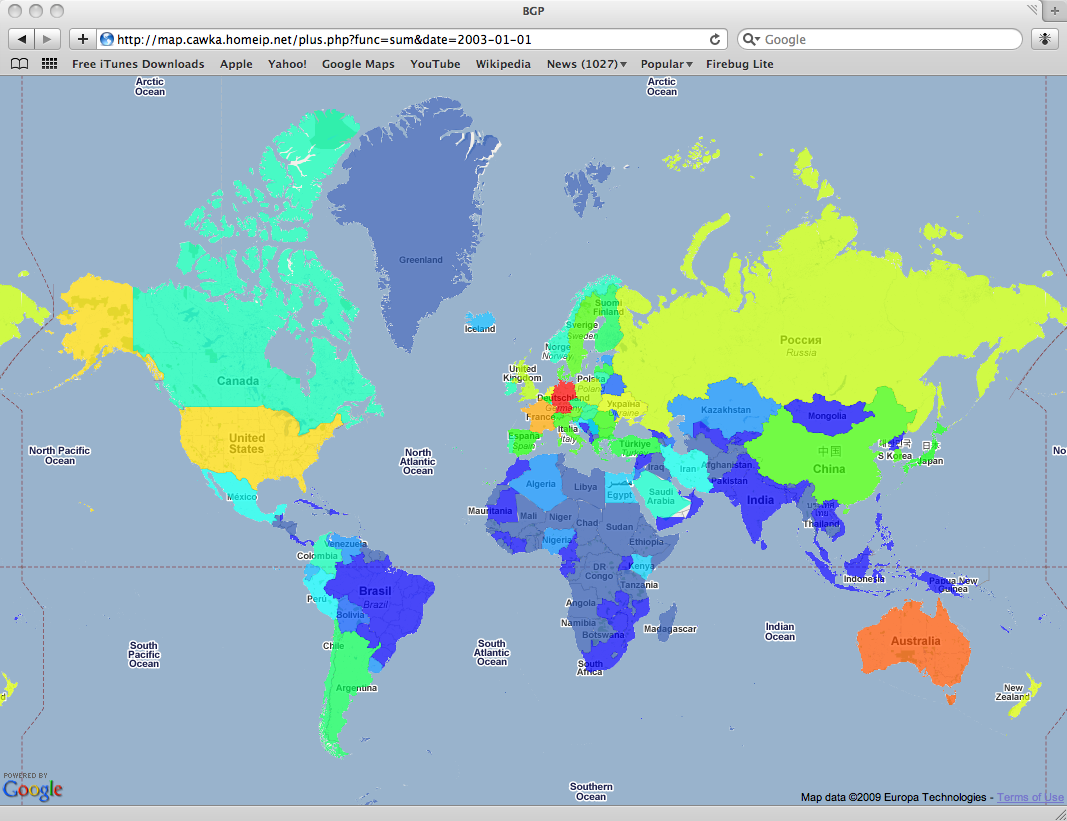 BGP
http://map.cawka.homeip.net/plus.php?func=sum&date=2003-01-01
Google
Free iTunes Downloads
Apple
Yahoo!
Google Maps
YouTube
Wikipedia
News (1027)
Popular
Firebug Lite
Arctic
Ocean
Arctic
Ocean
Greenland
Iceland
Suomi
Finland
Sverige
Sweden
Norge
Norway
Россия
Russia
United
Kingdom
Polska
Poland
Deutschland
Germany
Україна
Ukraine
France
Canada
Kazakhstan
Mongolia
United
States
Italia
Italy
España
Spain
Türkiye
Turkey
中国
China
S Korea
日本
Japan
North Pacific
Ocean
North
Atlantic
Ocean
No
México
Algeria
Libya
مصر
Egypt
Iraq
Iran
Afghanistan
Pakistan
Saudi
Arabia
India
Mauritania
Mali
Niger
Chad
Sudan
Thailand
Nigeria
Ethiopia
Venezuela
Colombia
DR
Congo
Kenya
Tanzania
Indonesia
Papua New
Guinea
Peru
Brasil
Brazil
Bolivia
Angola
Namibia
Botswana
Madagascar
South
Africa
Chile
Argentina
South
Pacific
Ocean
South
Atlantic
Ocean
Indian
Ocean
Australia
New
Zealand
d
Southern
Ocean
POWERED BY
Google
Map data ©2009 Europa Technologies - Terms of Use